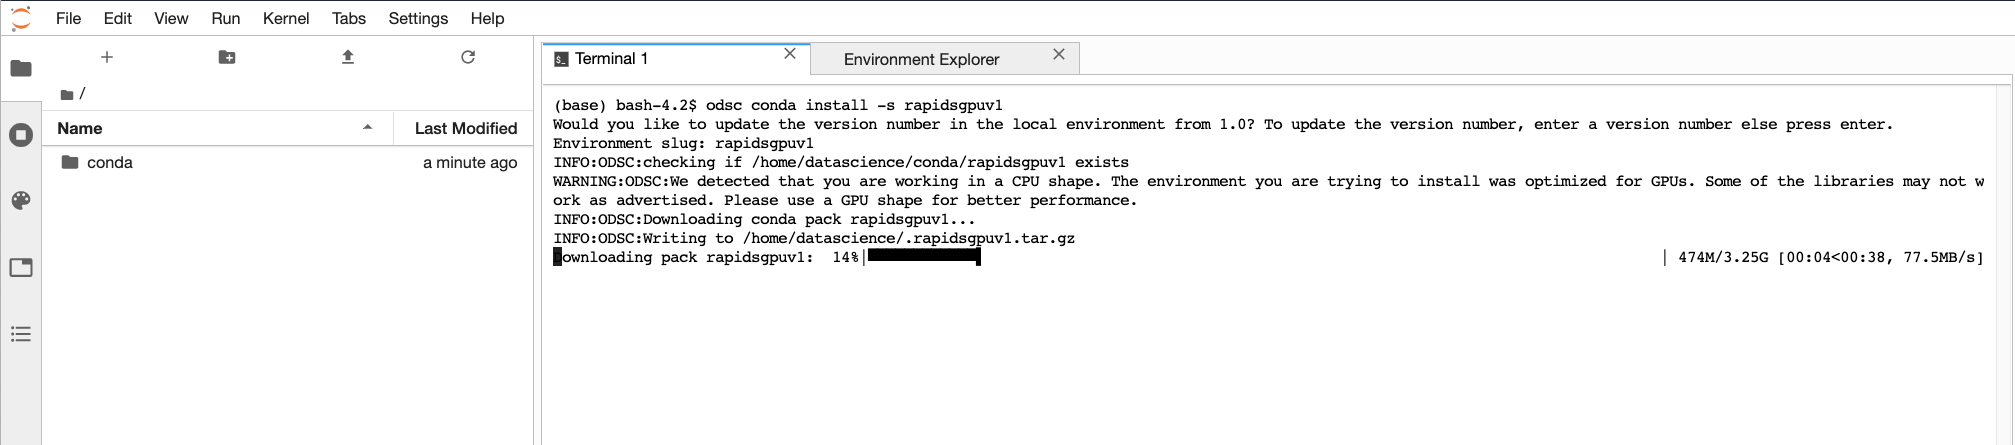 File Edit View Run Kernel Tabs Settings Help
/
Name Last Modified
conda a minute ago
$_ Terminal 1 Environment Explorer
(base) bash-4.2$ odsc conda install -s rapidsgpuv1
Would you like to update the version number in the local environment from 1.0? To update the version number, enter a version number else press enter.
Environment slug: rapidsgpuv1
INFO:ODSC:checking if /home/datascience/conda/rapidsgpuv1 exists
WARNING:ODSC:We detected that you are working in a CPU shape. The environment you are trying to install was optimized for GPUs. Some of the libraries may not w
ork as advertised. Please use a GPU shape for better performance.
INFO:ODSC:Downloading conda pack rapidsgpuv1...
INFO:ODSC:Writing to /home/datascience/.rapidsgpuv1.tar.gz
Downloading pack rapidsgpuv1: 14%| | 474M/3.25G [00:04<00:38, 77.5MB/s]